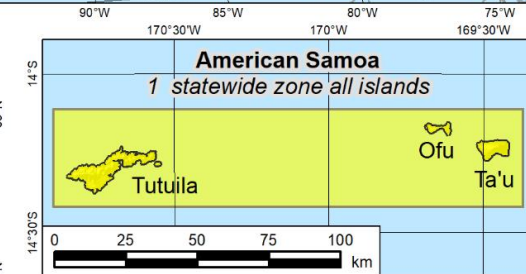 90°W 85°W 80°W 75°W
170°30'W 170°W 169°30'W
American Samoa
1 statewide zone all islands
14°S
Ofu
Tutuila
Ta'u
14°30'S
0 25 50 75 100
km